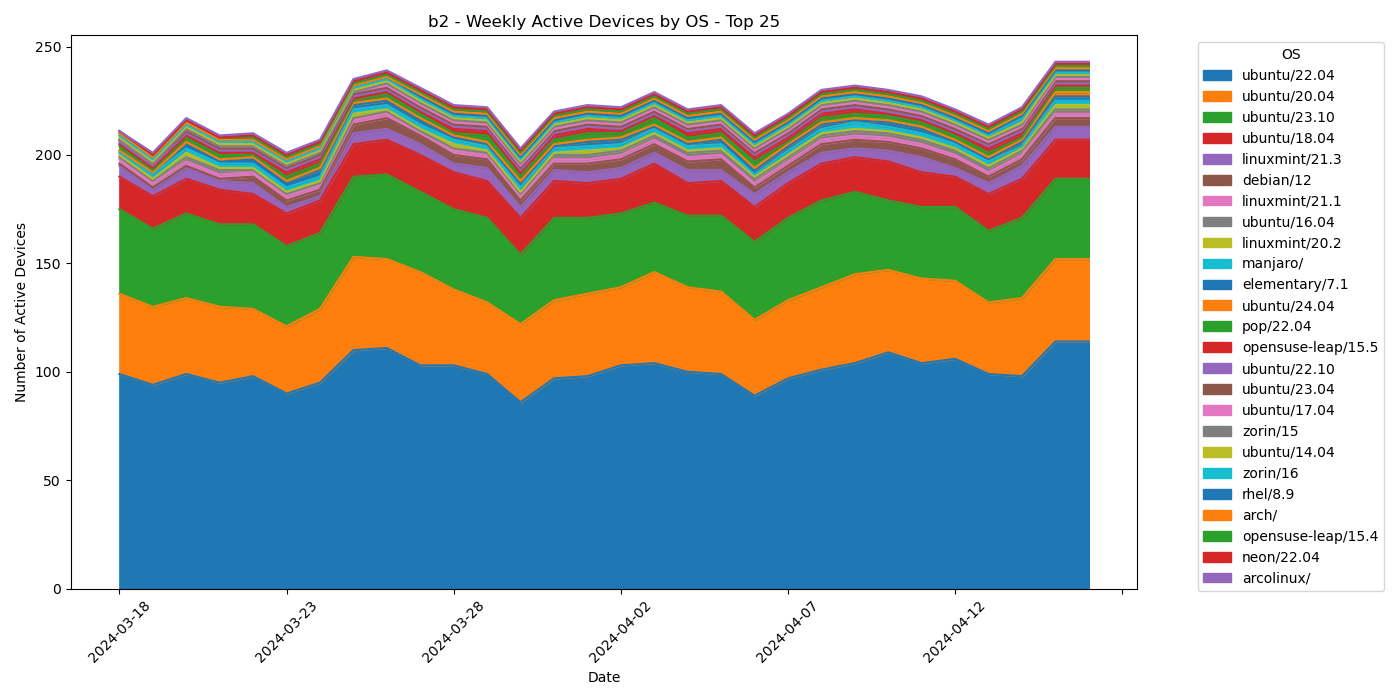 b2 - Weekly Active Devices by OS - Top 25
250
200
150
100
50
0
Number of Active Devices
2024-03-18
2024-03-23
2024-03-28
2024-04-02
2024-04-07
2024-04-12
Date
OS
ubuntu/22.04
ubuntu/20.04
ubuntu/23.10
ubuntu/18.04
linuxmint/21.3
debian/12
linuxmint/21.1
ubuntu/16.04
linuxmint/20.2
manjaro/
elementary/7.1
ubuntu/24.04
pop/22.04
opensuse-leap/15.5
ubuntu/22.10
ubuntu/23.04
ubuntu/17.04
zorin/15
ubuntu/14.04
zorin/16
rhel/8.9
arch/
opensuse-leap/15.4
neon/22.04
arcolinux/